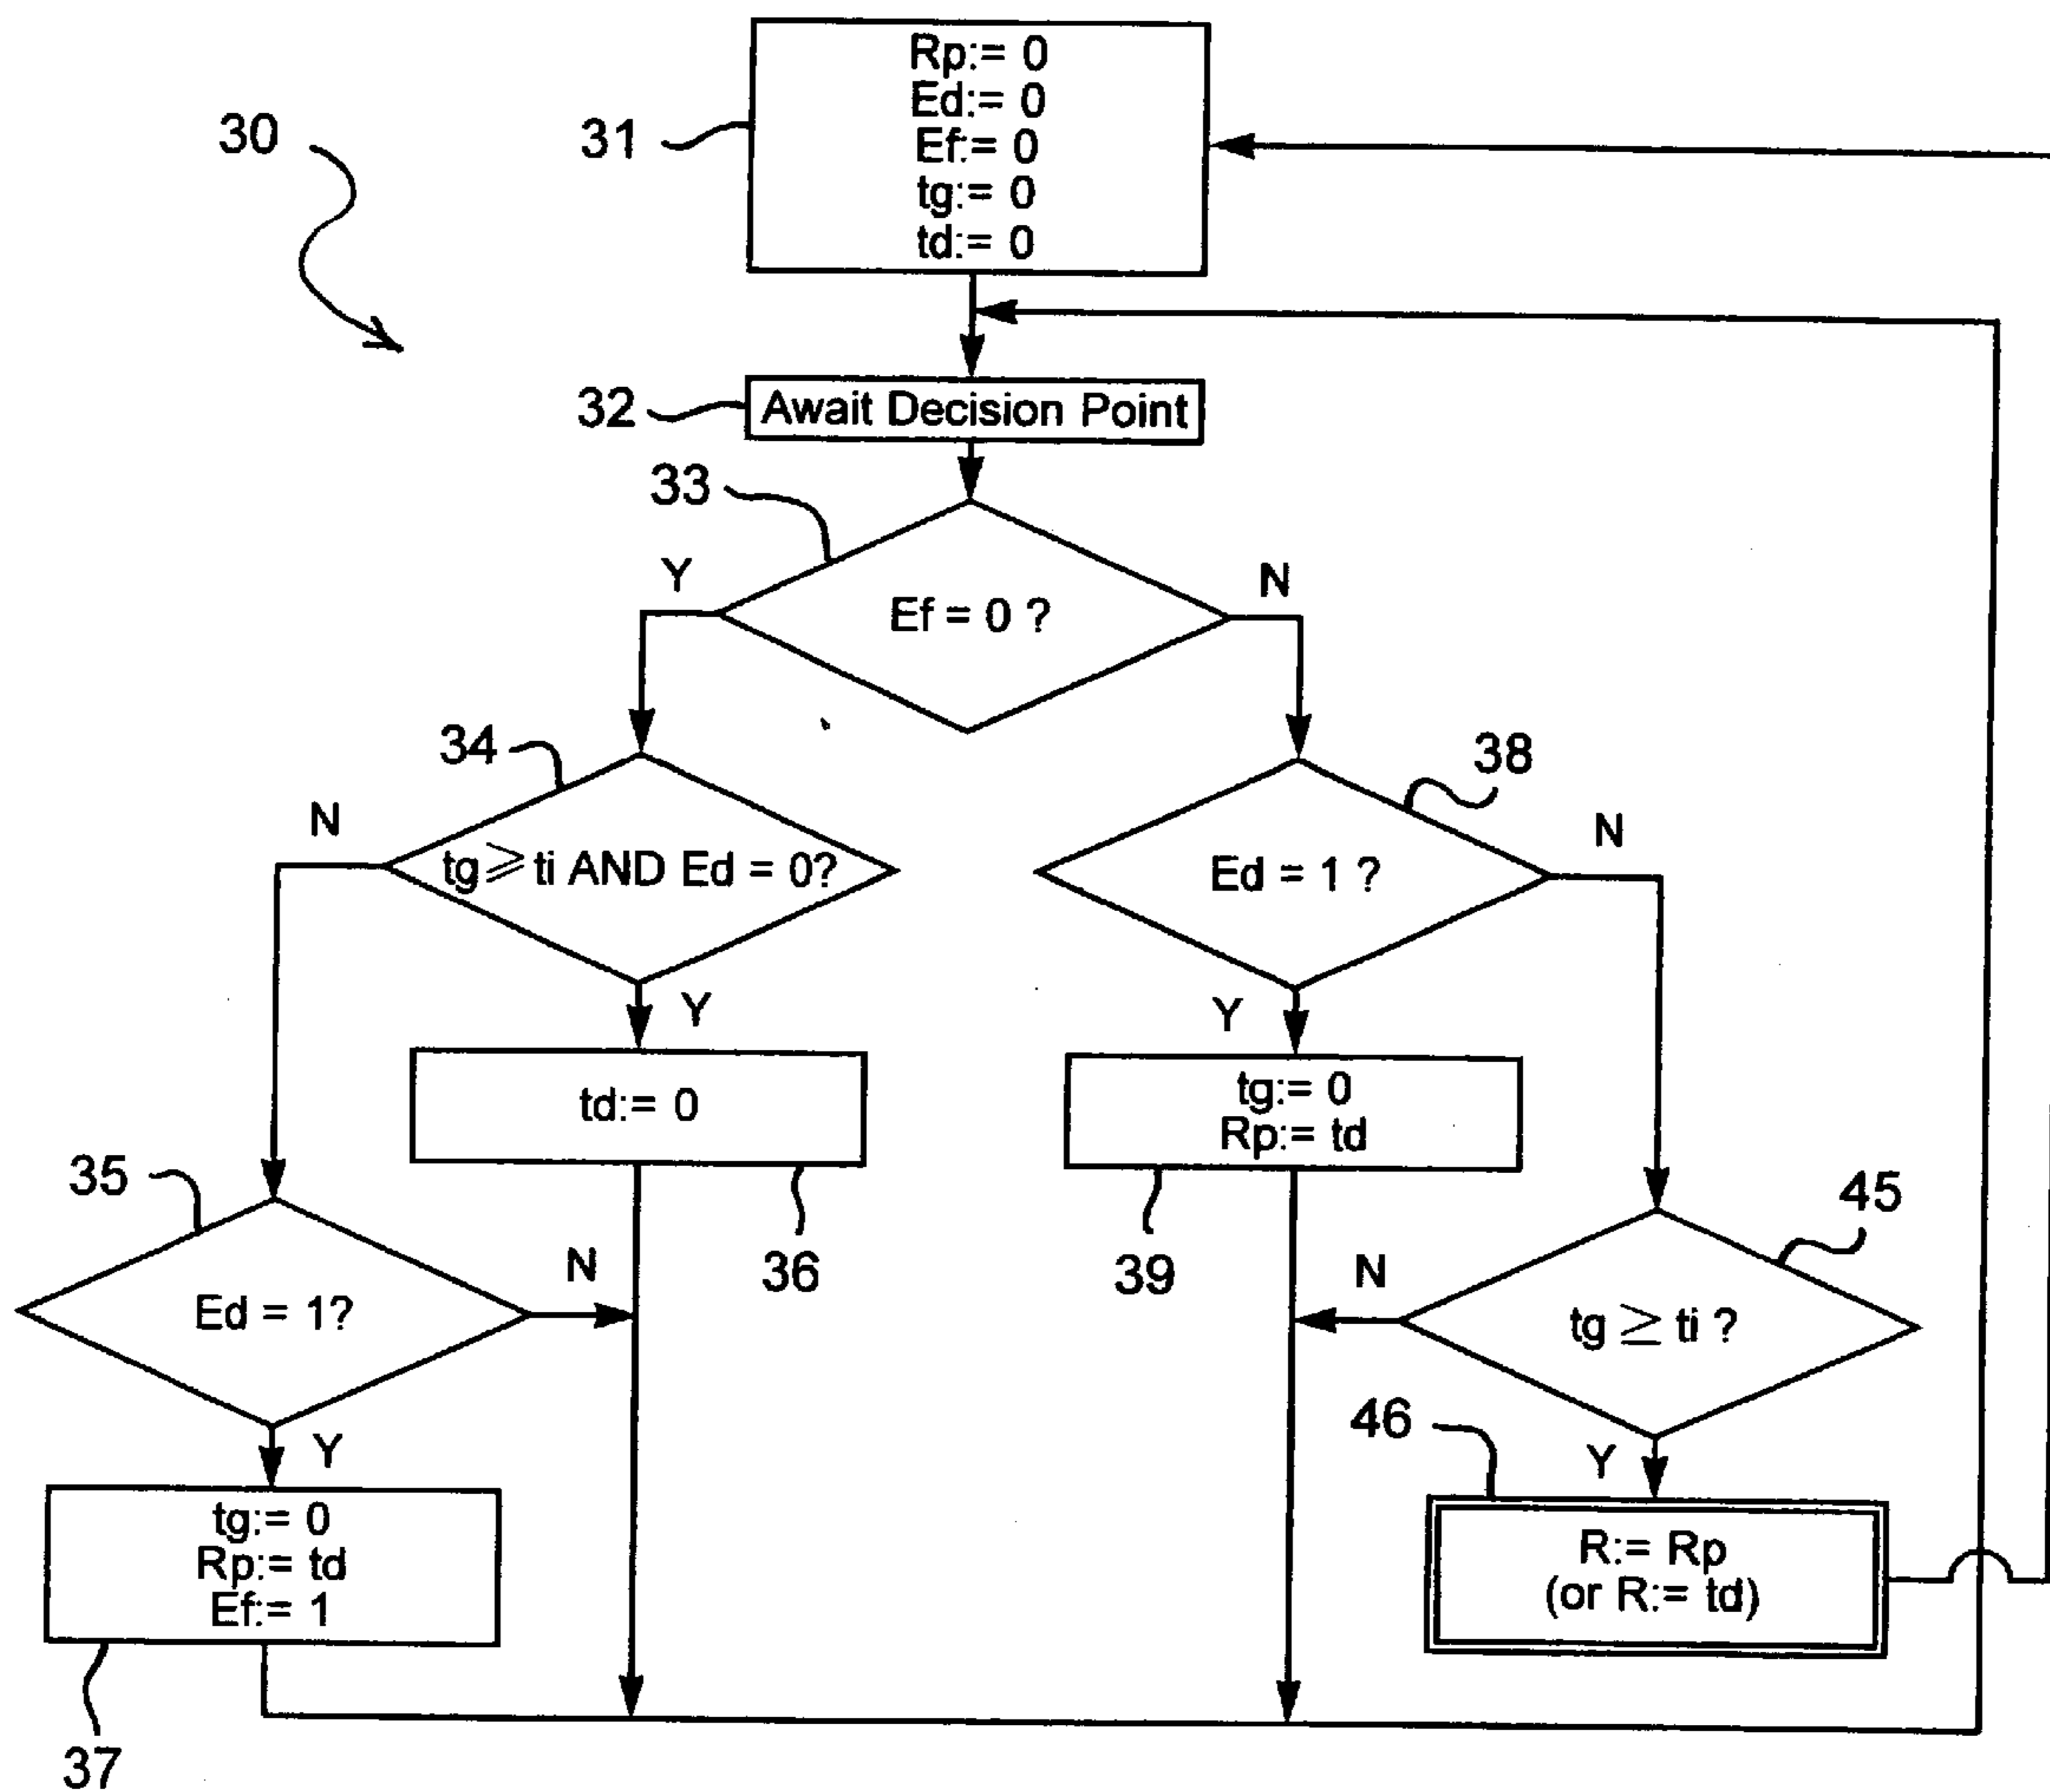 Rp:= 0
Ed:= 0
Ef:= 0
tg:= 0
td:= 0
30
31
32
Await Decision Point
33
Y
Ef = 0 ?
N
34
N
tg ⩾ ti AND Ed = 0?
Y
38
Ed = 1 ?
N
Y
td:= 0
36
tg:= 0
Rp:= td
39
35
Ed = 1?
N
Y
45
N
tg ≥ ti ?
Y
46
tg:= 0
Rp:= td
Ef:= 1
37
R:= Rp
(or R:= td)